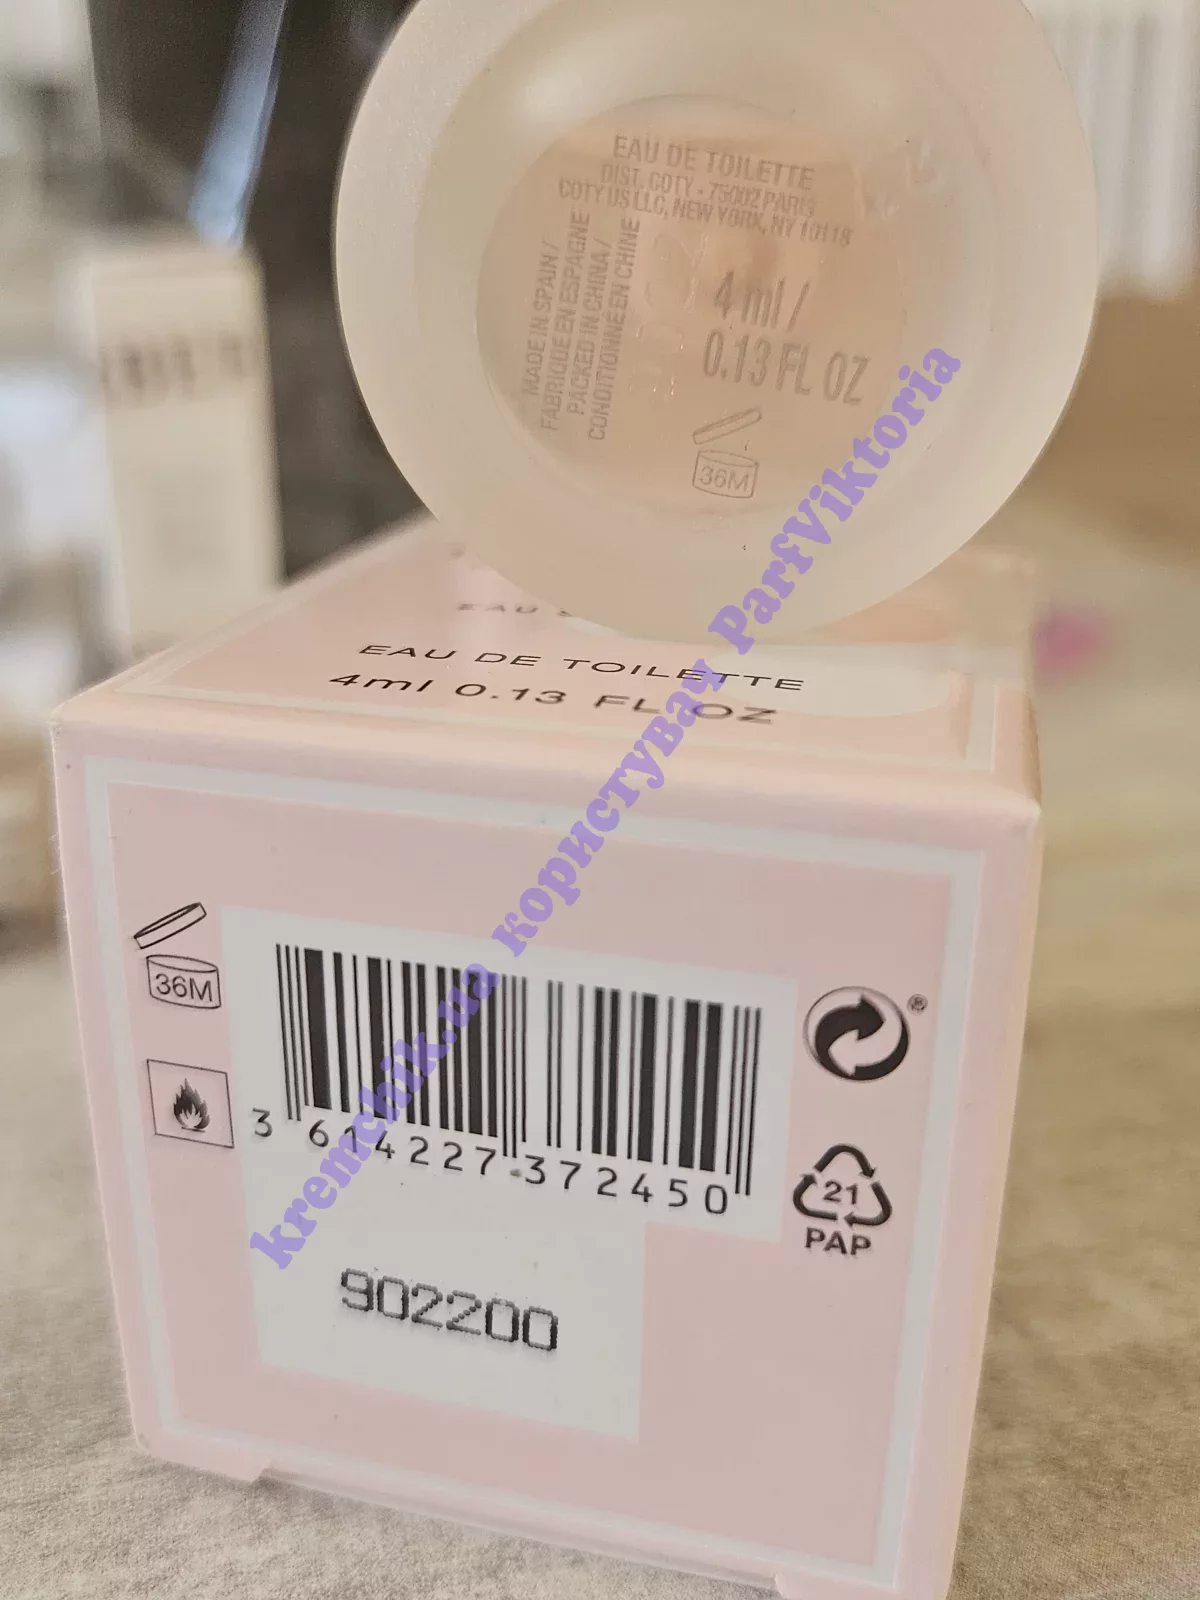 EAU DE TOILETTE
DIST. COTY - 75002 PARIS
COTY US LLC, NEW YORK, NY 10118
MADE IN SPAIN /
FABRIQUE EN ESPAGNE
PACKED IN CHINA /
CONDITIONNÉ EN CHINE
4 ml /
0.13 FL OZ
36M
EAU
EAU DE TOILETTE
4ml 0.13 FL OZ
36M
3 614227 372450
®
21
PAP
902200
kremchik.ua користувач ParfViktoria